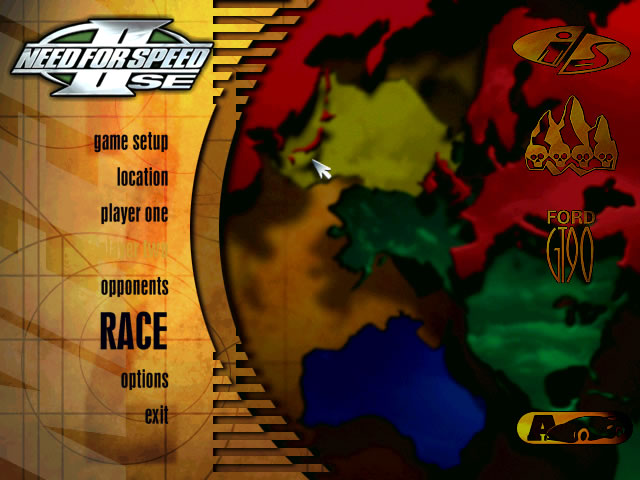 NEED FOR SPEED
II
SE
game setup
location
player one
opponents
RACE
options
exit
FORD
GT90
A